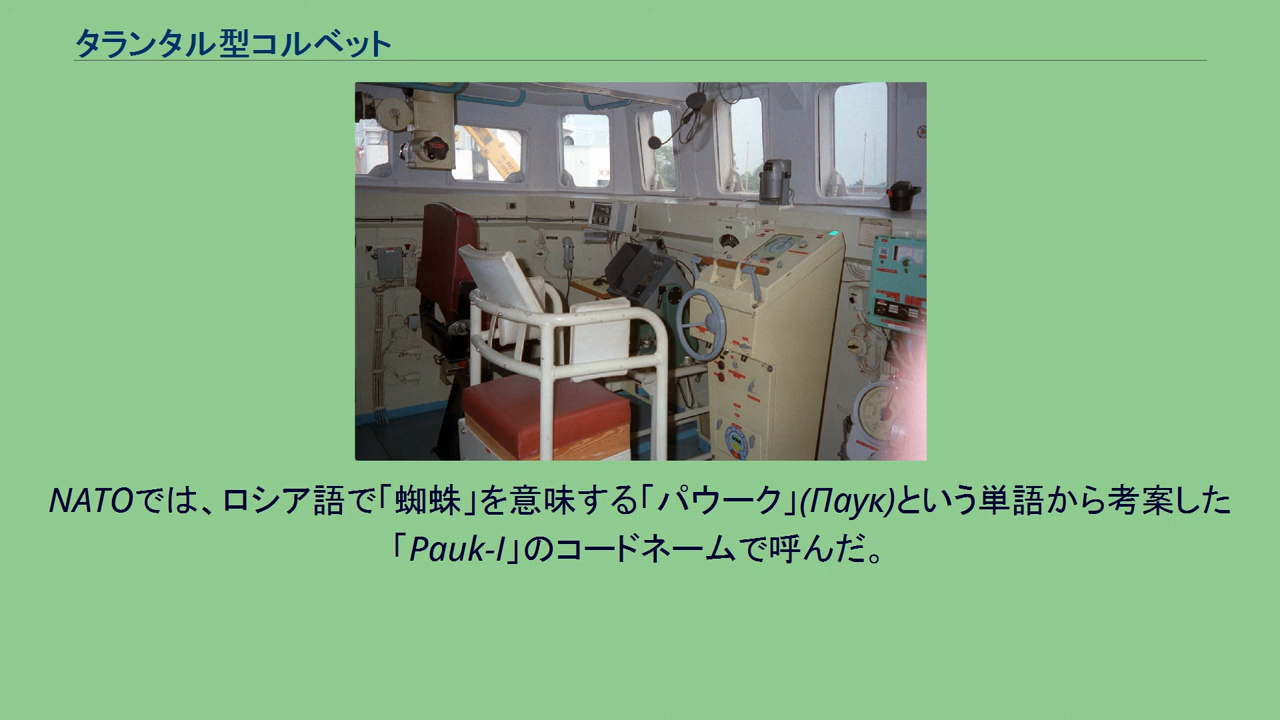 タランタル型コルベット
NATOでは、ロシア語で「蜘蛛」を意味する「パウーク」(Паук)という単語から考案した
「Pauk-I」のコードネームで呼んだ。